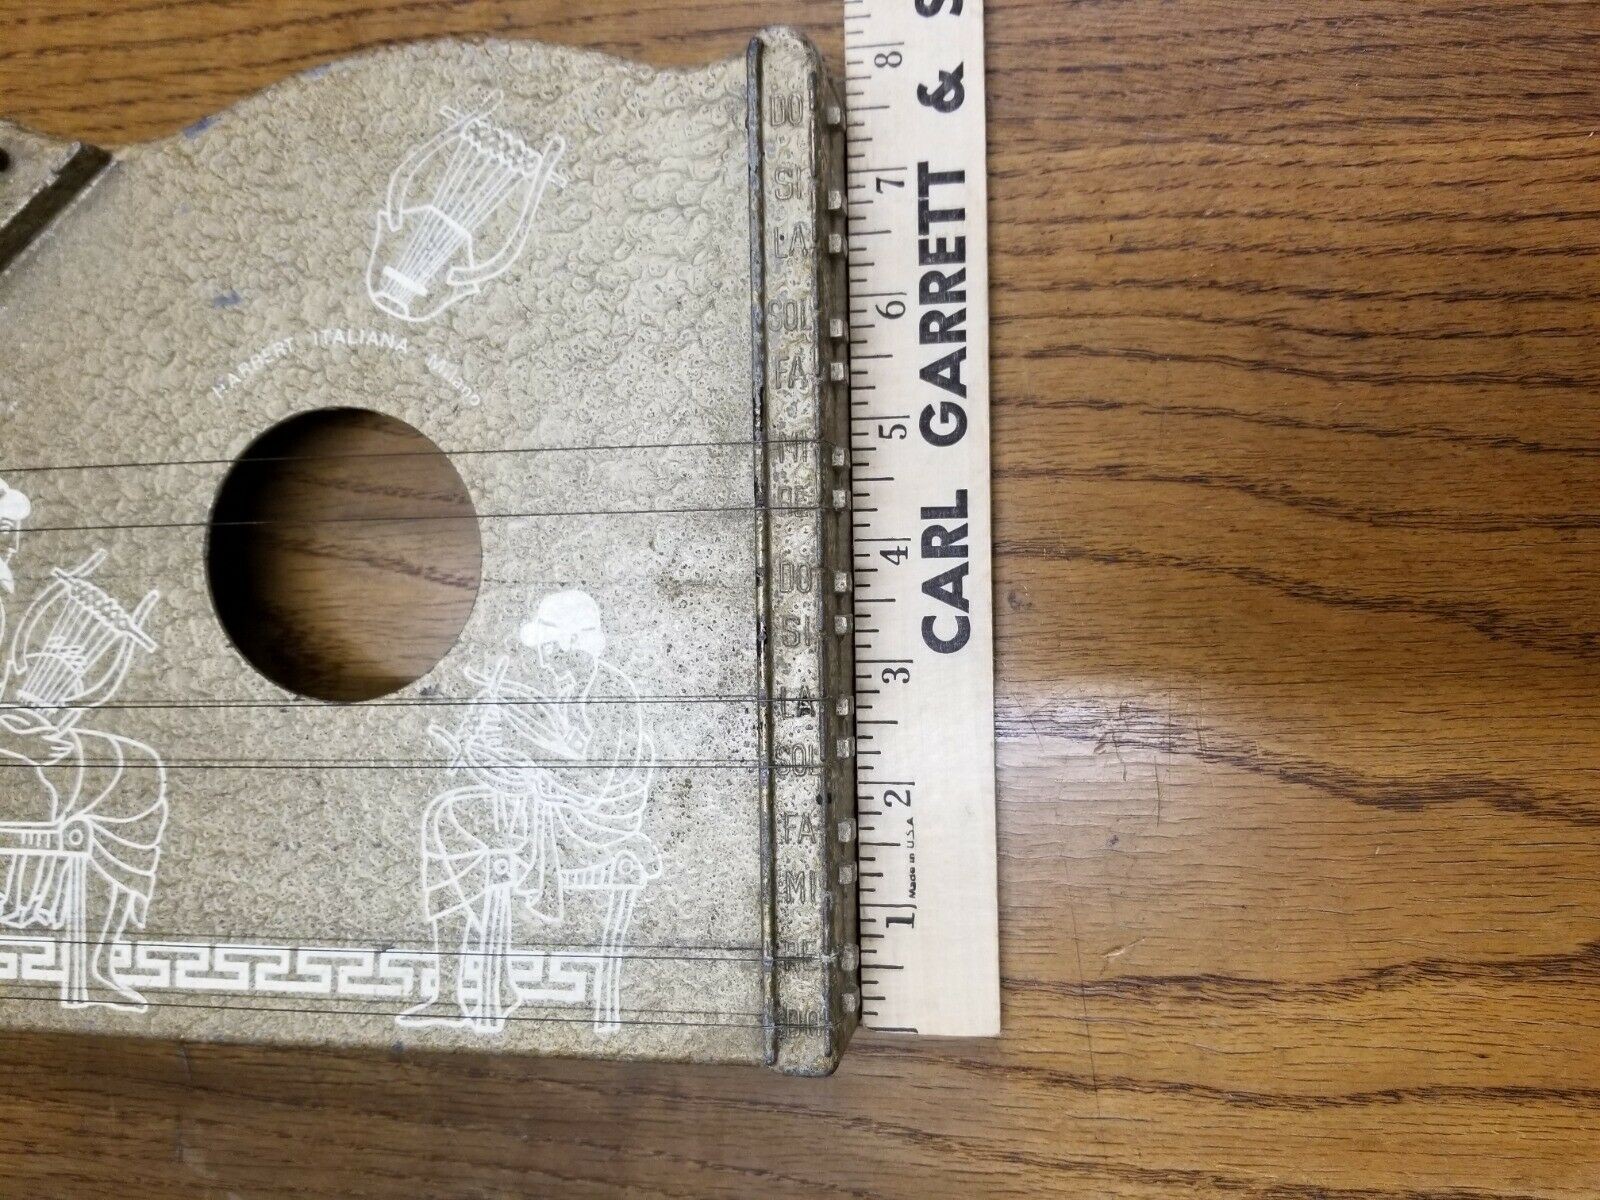 HARBERT ITALIANA - Milano
DO
SI
LA
SOL
FA
MI
RE
DO
SI
LA
SOL
FA
MI
RE
DO
8
7
6
5
4
3
2
1
Made in U.S.A.
CARL GARRETT & S